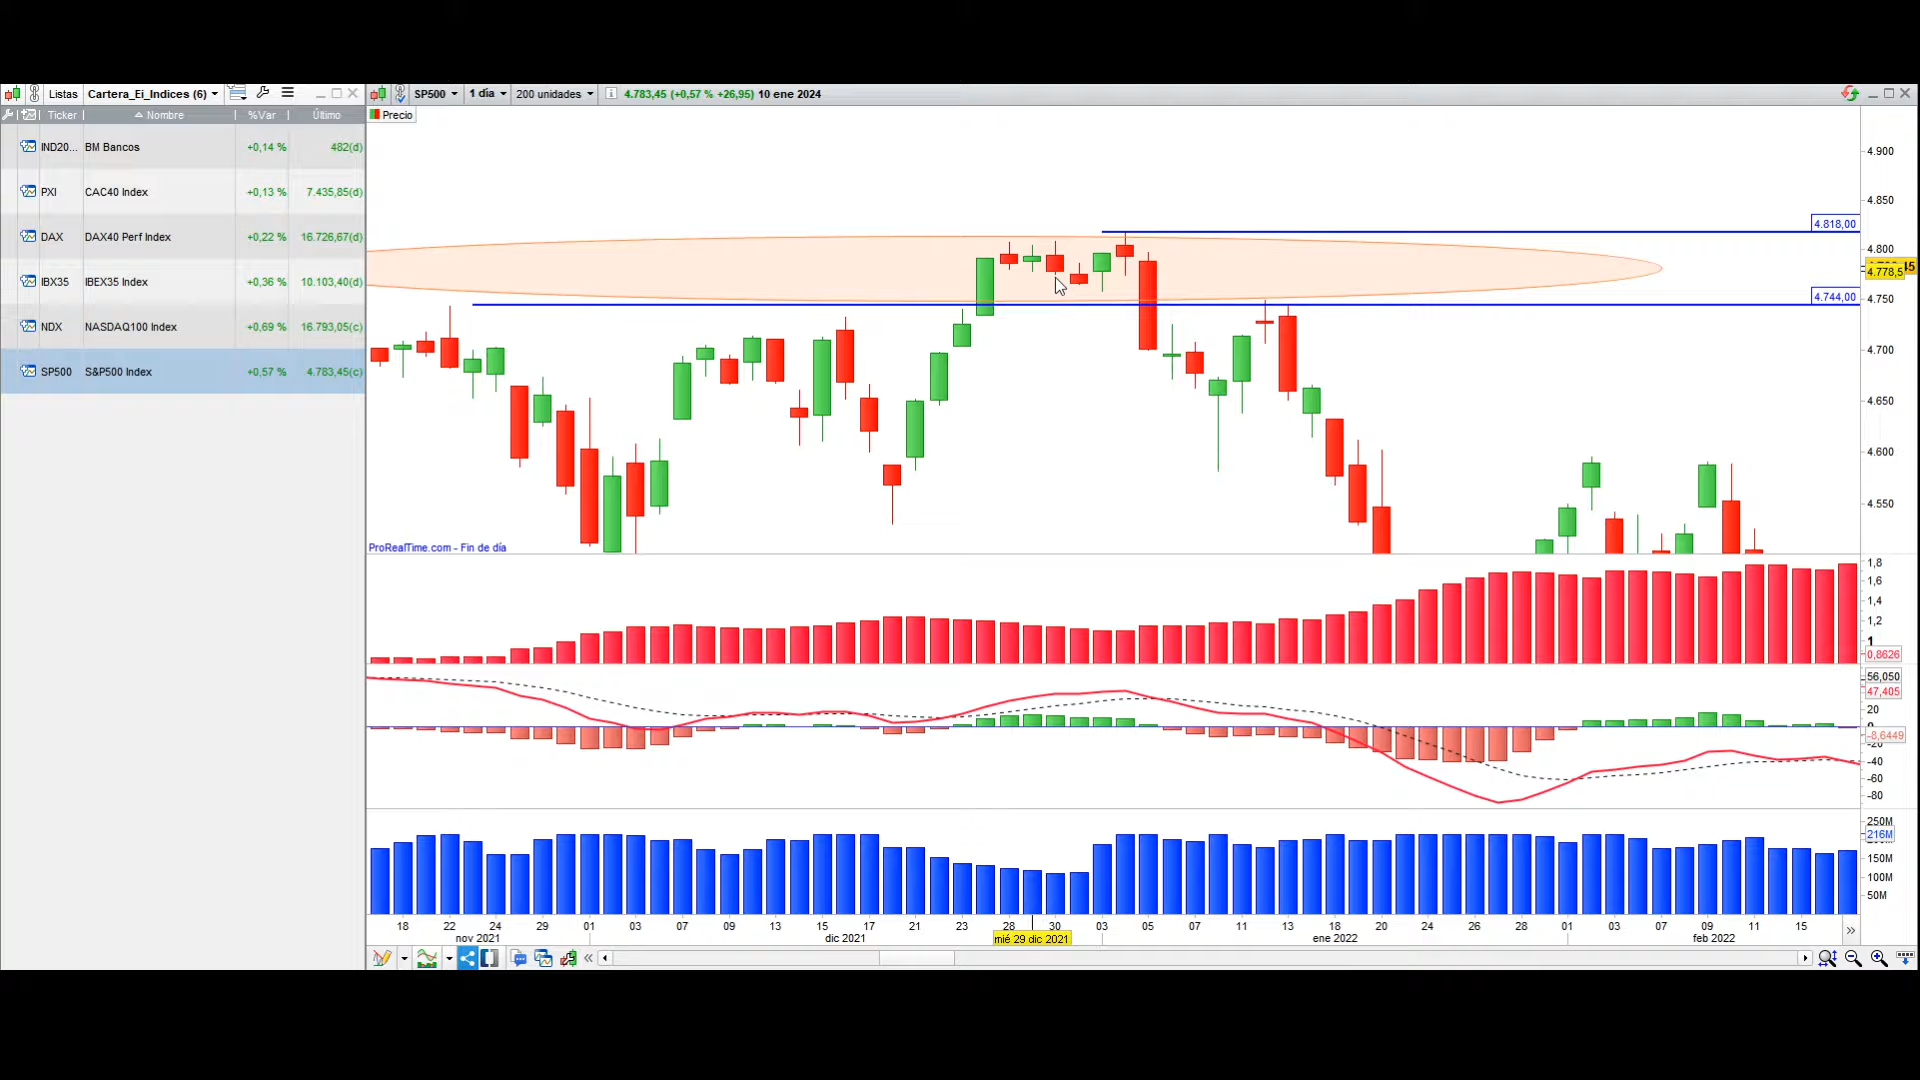 Listas Cartera_Ei_Indices (6)
Ticker Nombre %Var Último
IND20... BM Bancos +0,14 % 482(d)
PXI CAC40 Index +0,13 % 7.435,85(d)
DAX DAX40 Perf Index +0,22 % 16.726,67(d)
IBX35 IBEX35 Index +0,36 % 10.103,40(d)
NDX NASDAQ100 Index +0,69 % 16.793,05(c)
SP500 S&P500 Index +0,57 % 4.783,45(c)
SP500 1 día 200 unidades 4.783,45 (+0,57 % +26,95) 10 ene 2024
Precio
4.900
4.850
4.818,00
4.800
4.778,5
4.744,00
4.750
4.700
4.650
4.600
4.550
ProRealTime.com - Fin de día
1,8
1,6
1,4
1,2
1
0,8626
56,050
47,405
20
0
-8,6449
-20
-40
-60
-80
250M
216M
150M
100M
50M
18 22 24 29 01 03 07 09 13 15 17 21 23 28 30 03 05 07 11 13 18 20 24 26 28 01 03 07 09 11 15
nov 2021 dic 2021 mié 29 dic 2021 ene 2022 feb 2022